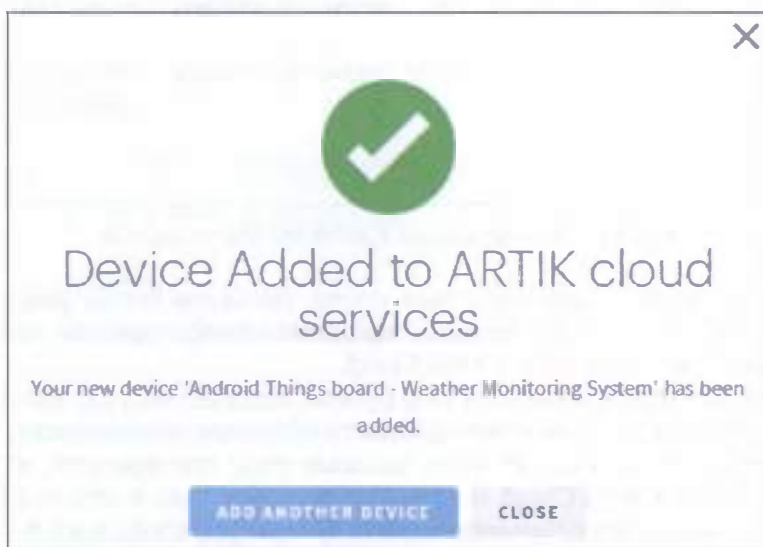 Device Added to ARTIK cloud
services
Your new device 'Android Things board - Weather Monitoring System' has been
added.
ADD ANOTHER DEVICE CLOSE